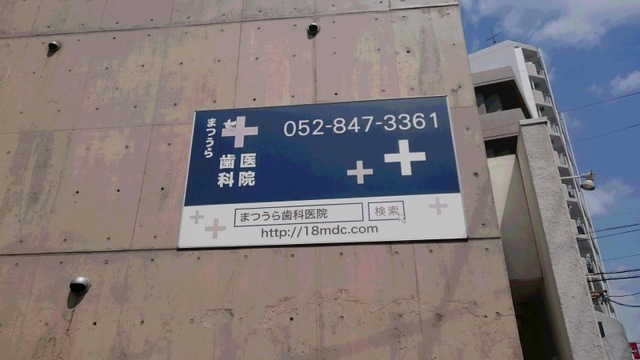 まつうら
歯科医院
052-847-3361
まつうら歯科医院 検索
http://18mdc.com